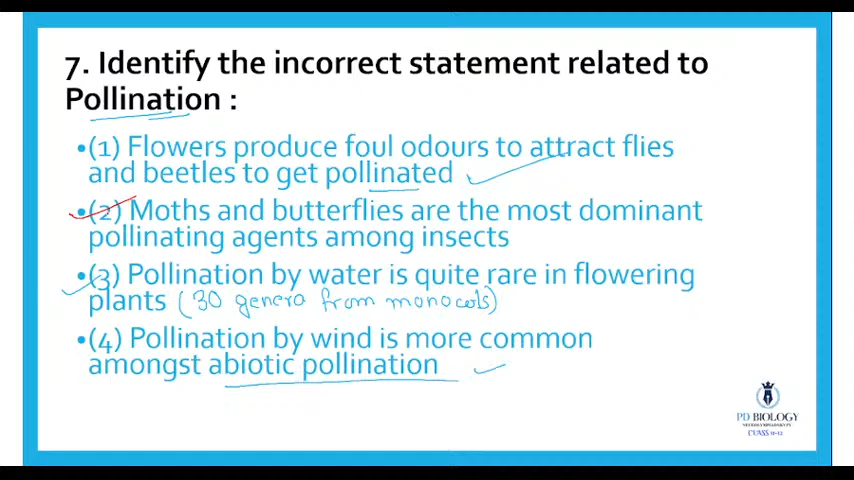 7. Identify the incorrect statement related to
Pollination :
•(1) Flowers produce foul odours to attract flies
and beetles to get pollinated
•(2) Moths and butterflies are the most dominant
pollinating agents among insects
•(3) Pollination by water is quite rare in flowering
plants (30 genera from monocots)
•(4) Pollination by wind is more common
amongst abiotic pollination
PD BIOLOGY
CLASS 11-12